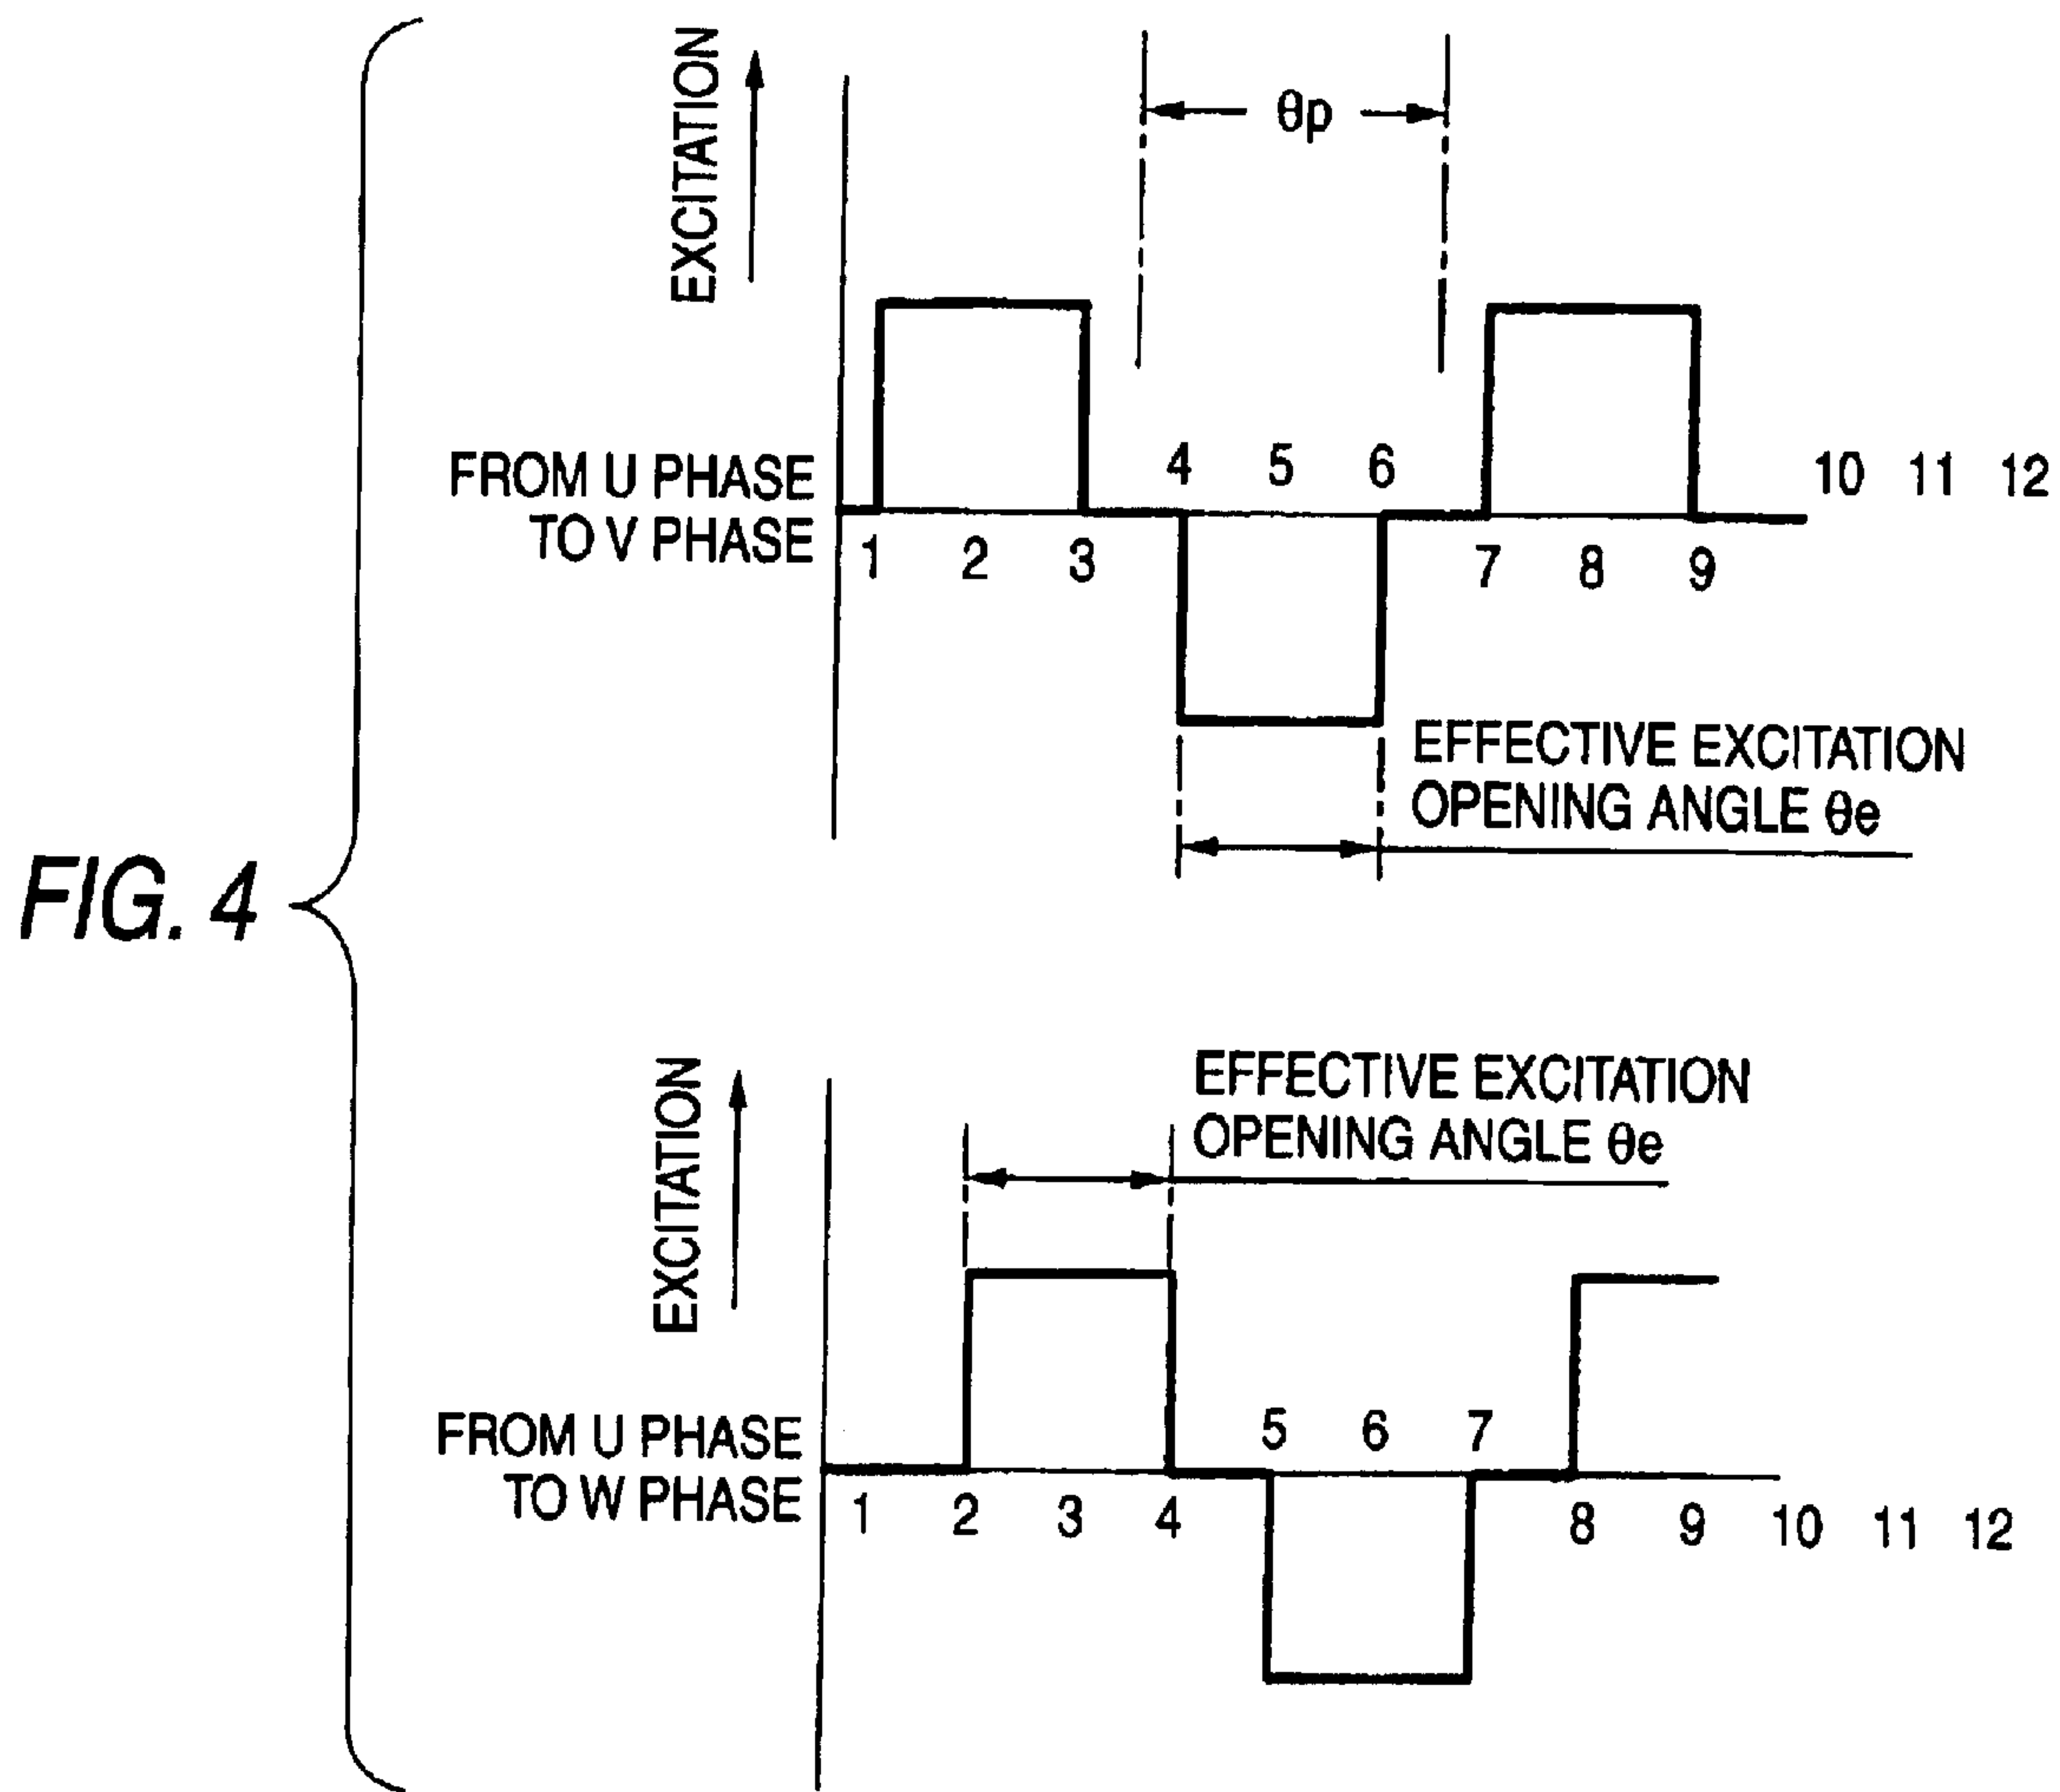 FIG. 4
EXCITATION
θp
FROM U PHASE
TO V PHASE
4 5 6 10 11 12
1 2 3 7 8 9
EFFECTIVE EXCITATION
OPENING ANGLE θe
EXCITATION
EFFECTIVE EXCITATION
OPENING ANGLE θe
FROM U PHASE
TO W PHASE
5 6 7
1 2 3 4 8 9 10 11 12